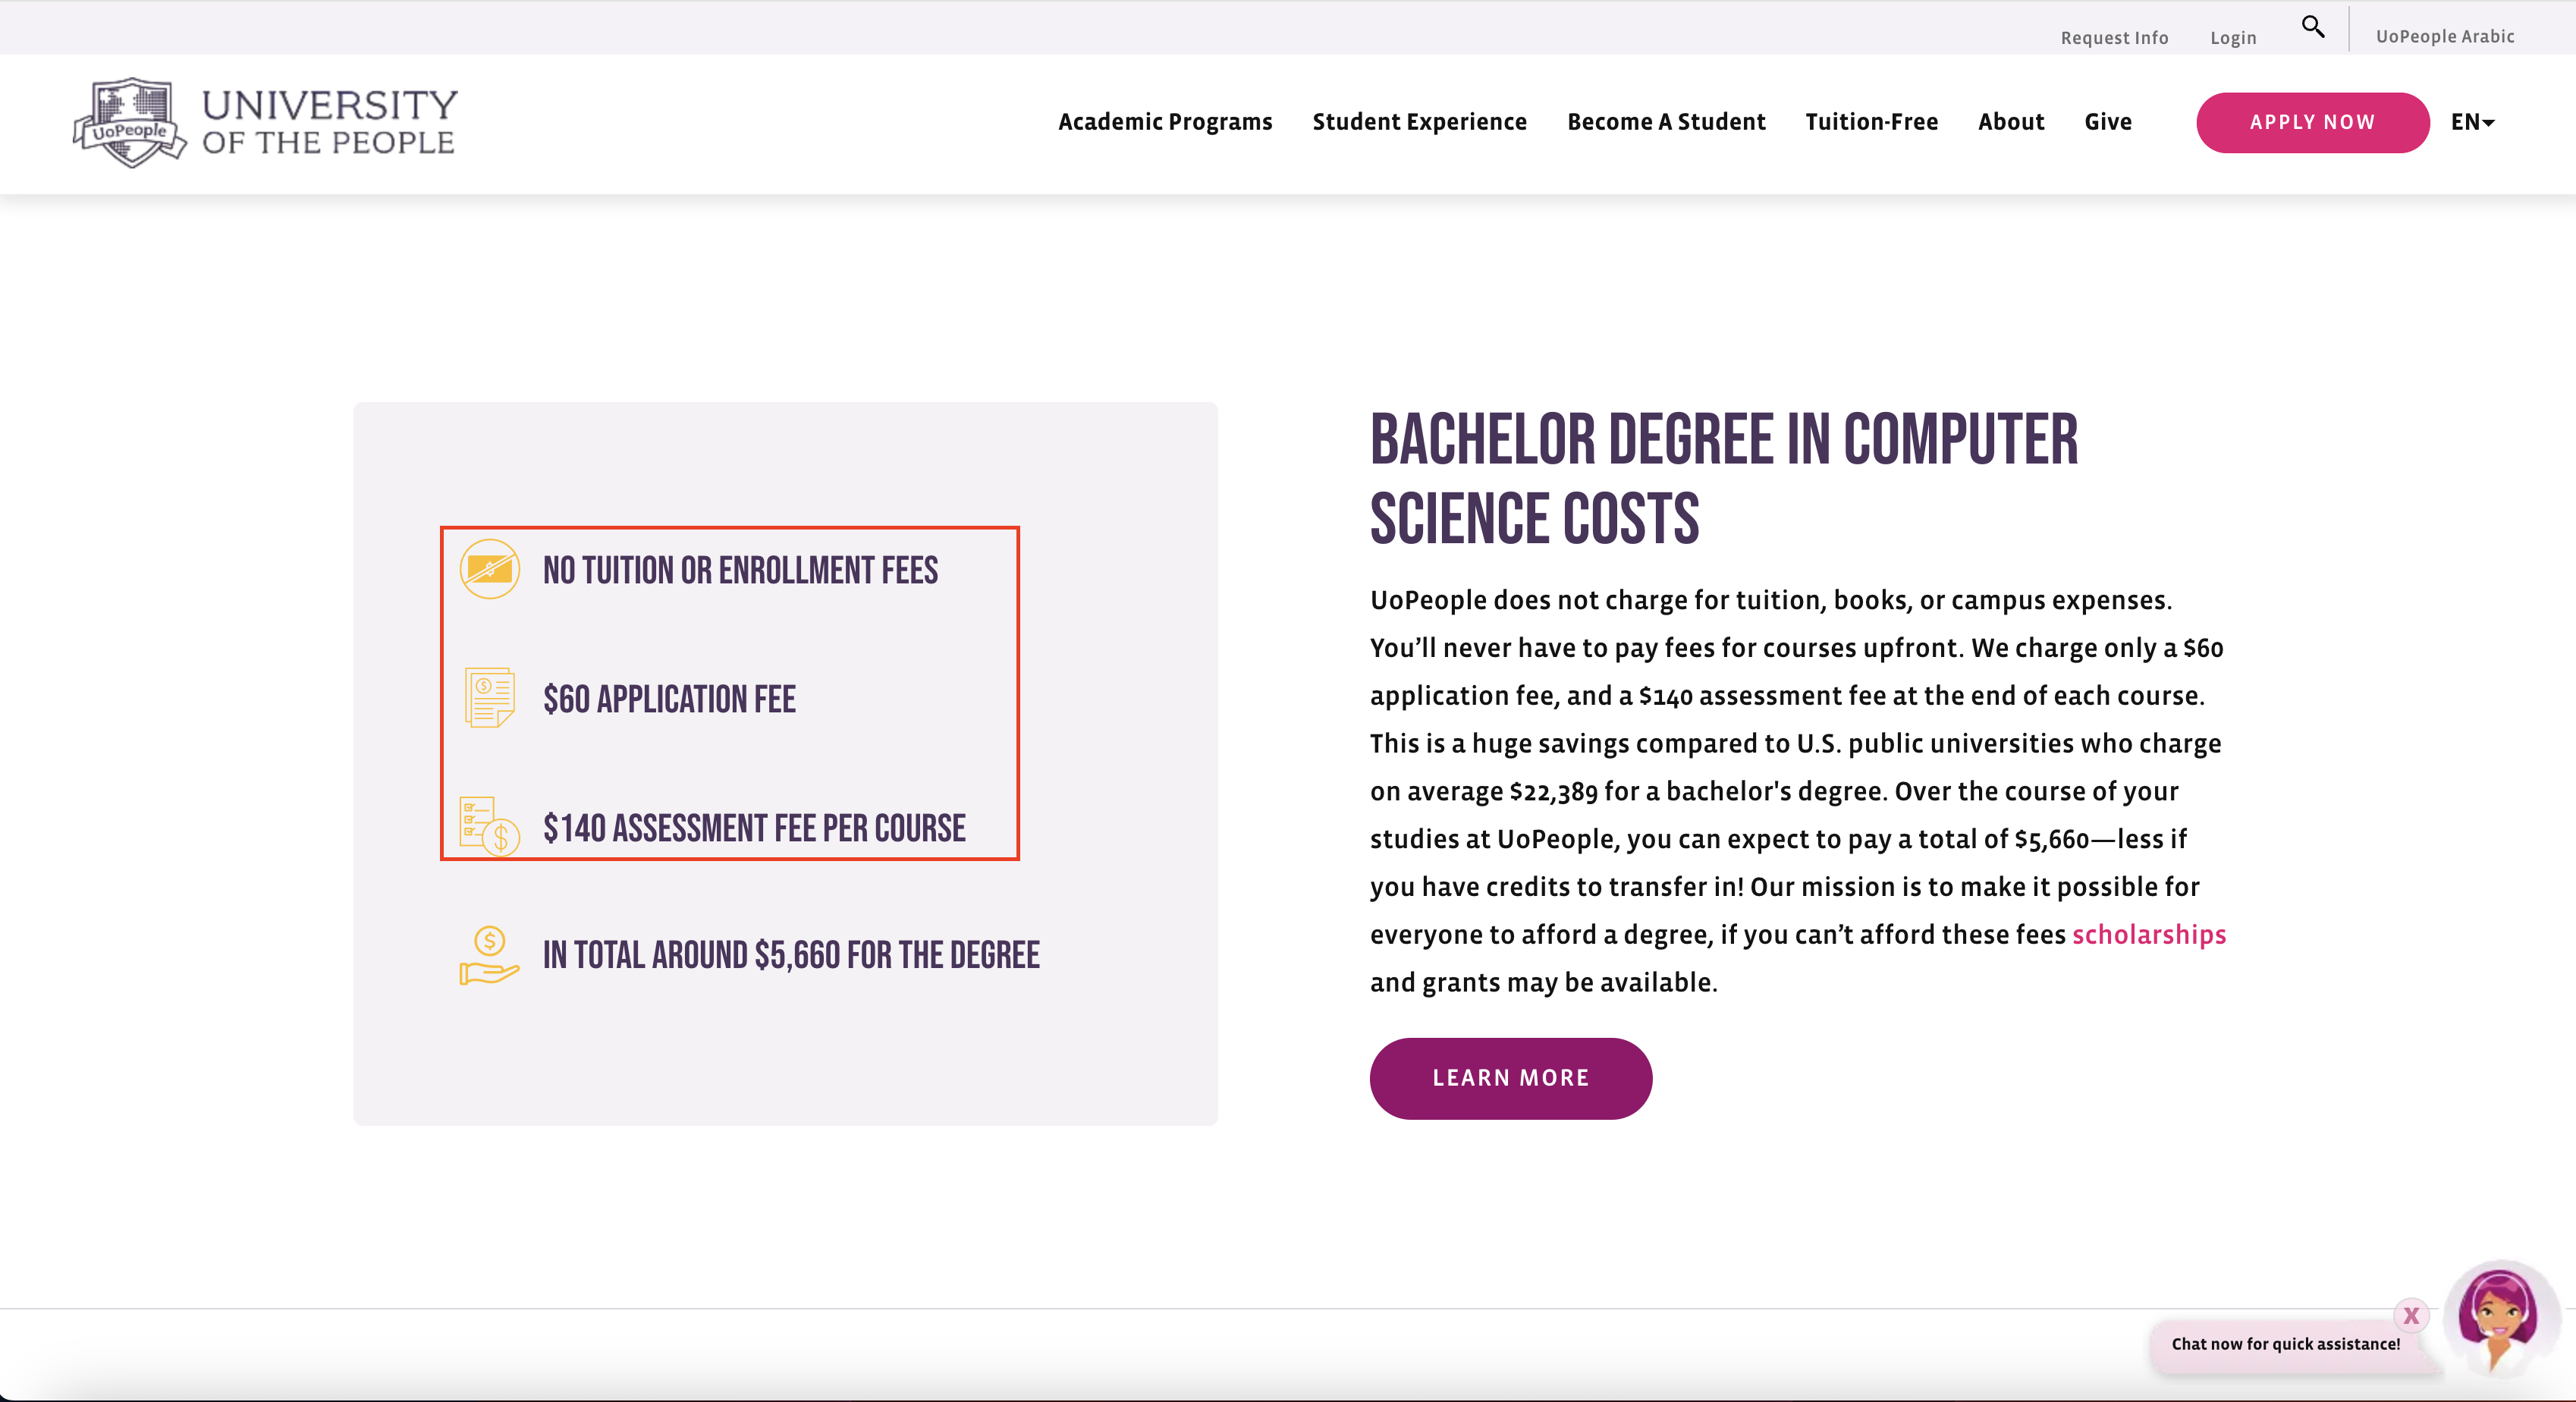 Request Info Login UoPeople Arabic
UoPeople
UNIVERSITY
OF THE PEOPLE
Academic Programs Student Experience Become A Student Tuition-Free About Give APPLY NOW EN
NO TUITION OR ENROLLMENT FEES
$60 APPLICATION FEE
$140 ASSESSMENT FEE PER COURSE
IN TOTAL AROUND $5,660 FOR THE DEGREE
BACHELOR DEGREE IN COMPUTER
SCIENCE COSTS
UoPeople does not charge for tuition, books, or campus expenses.
You’ll never have to pay fees for courses upfront. We charge only a $60
application fee, and a $140 assessment fee at the end of each course.
This is a huge savings compared to U.S. public universities who charge
on average $22,389 for a bachelor's degree. Over the course of your
studies at UoPeople, you can expect to pay a total of $5,660—less if
you have credits to transfer in! Our mission is to make it possible for
everyone to afford a degree, if you can’t afford these fees scholarships
and grants may be available.
LEARN MORE
X
Chat now for quick assistance!